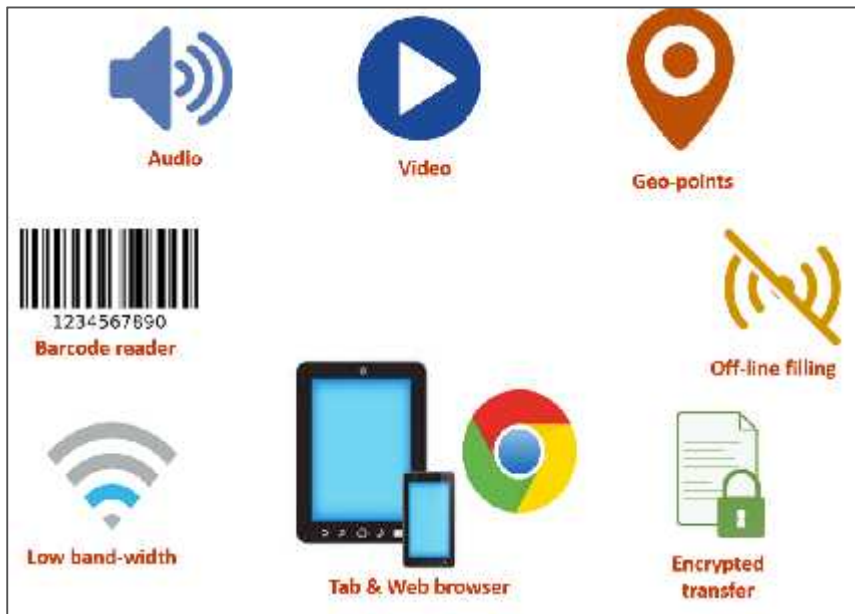 Audio
Video
Geo-points
1234567890
Barcode reader
Off-line filling
Low band-width
Tab & Web browser
Encrypted
transfer